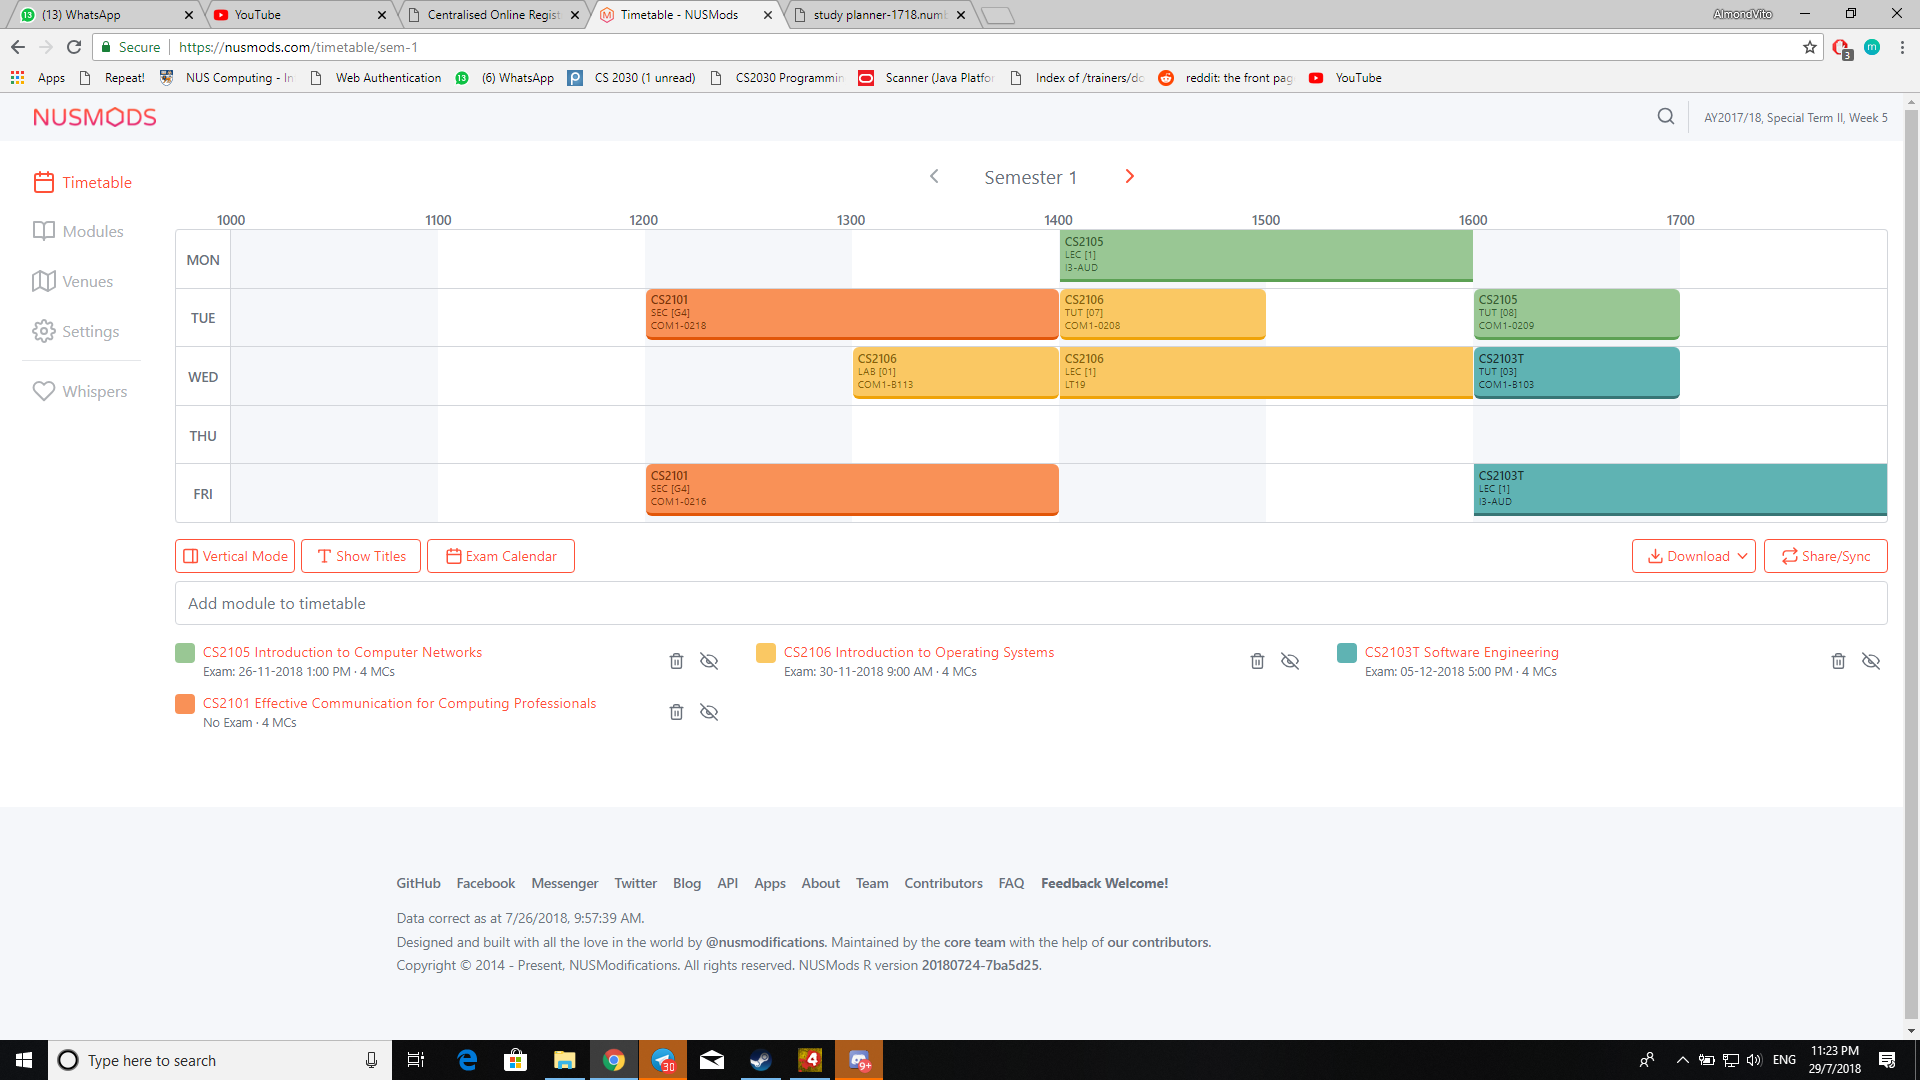 (13) WhatsApp
YouTube
Centralised Online Regist
Timetable - NUSMods
study planner-1718.numb
AlmondVito
Secure
https://nusmods.com/timetable/sem-1
3
m
Apps
Repeat!
NUS Computing - In
Web Authentication
(6) WhatsApp
CS 2030 (1 unread)
CS2030 Programmin
Scanner (Java Platfor
Index of /trainers/do
reddit: the front pag
YouTube
NUSMODS
AY2017/18, Special Term II, Week 5
Timetable
Modules
Venues
Settings
Whispers
Semester 1
1000 1100 1200 1300 1400 1500 1600 1700
MON
CS2105
LEC [1]
I3-AUD
TUE
CS2101
SEC [G4]
COM1-0218
CS2106
TUT [07]
COM1-0208
CS2105
TUT [08]
COM1-0209
WED
CS2106
LAB [01]
COM1-B113
CS2106
LEC [1]
LT19
CS2103T
TUT [03]
COM1-B103
THU
FRI
CS2101
SEC [G4]
COM1-0216
CS2103T
LEC [1]
I3-AUD
Vertical Mode
Show Titles
Exam Calendar
Download
Share/Sync
Add module to timetable
CS2105 Introduction to Computer Networks
Exam: 26-11-2018 1:00 PM · 4 MCs
CS2106 Introduction to Operating Systems
Exam: 30-11-2018 9:00 AM · 4 MCs
CS2103T Software Engineering
Exam: 05-12-2018 5:00 PM · 4 MCs
CS2101 Effective Communication for Computing Professionals
No Exam · 4 MCs
GitHub Facebook Messenger Twitter Blog API Apps About Team Contributors FAQ Feedback Welcome!
Data correct as at 7/26/2018, 9:57:39 AM.
Designed and built with all the love in the world by @nusmodifications. Maintained by the core team with the help of our contributors.
Copyright © 2014 - Present, NUSModifications. All rights reserved. NUSMods R version 20180724-7ba5d25.
Type here to search
30
4
9+
ENG
11:23 PM
29/7/2018